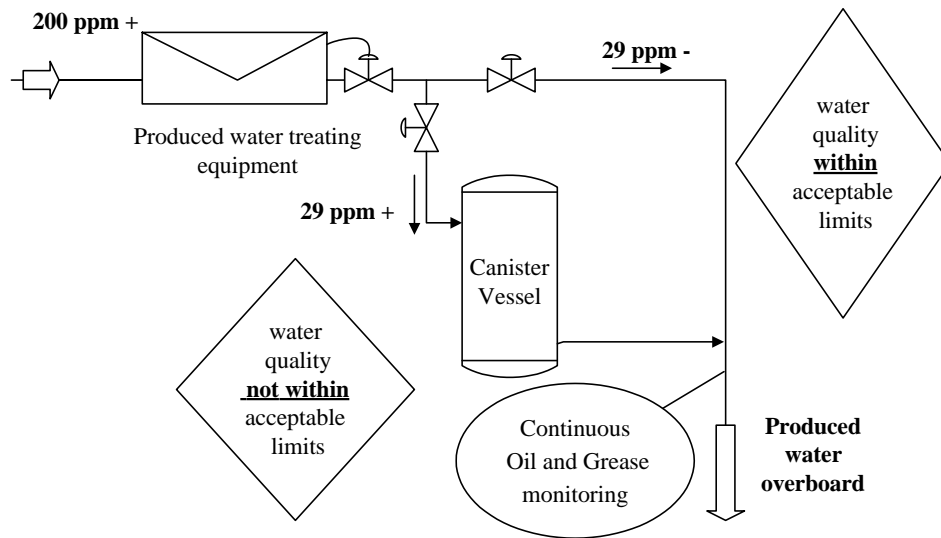 200 ppm +
29 ppm -
Produced water treating
equipment
water
quality
within
acceptable
limits
29 ppm +
Canister
Vessel
water
quality
not within
acceptable
limits
Continuous
Oil and Grease
monitoring
Produced
water
overboard